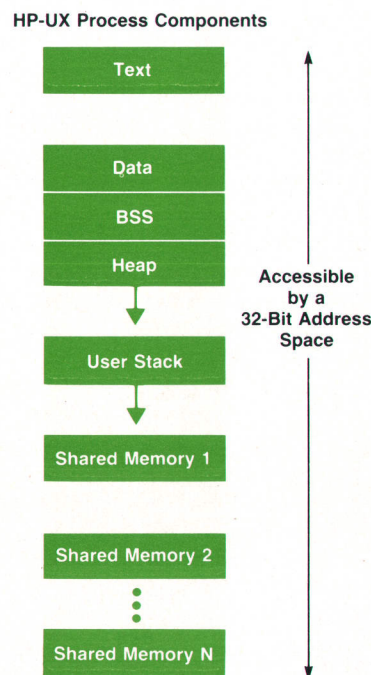 HP-UX Process Components
Text
Data
BSS
Heap
User Stack
Shared Memory 1
Shared Memory 2
Shared Memory N
Accessible
by a
32-Bit Address
Space